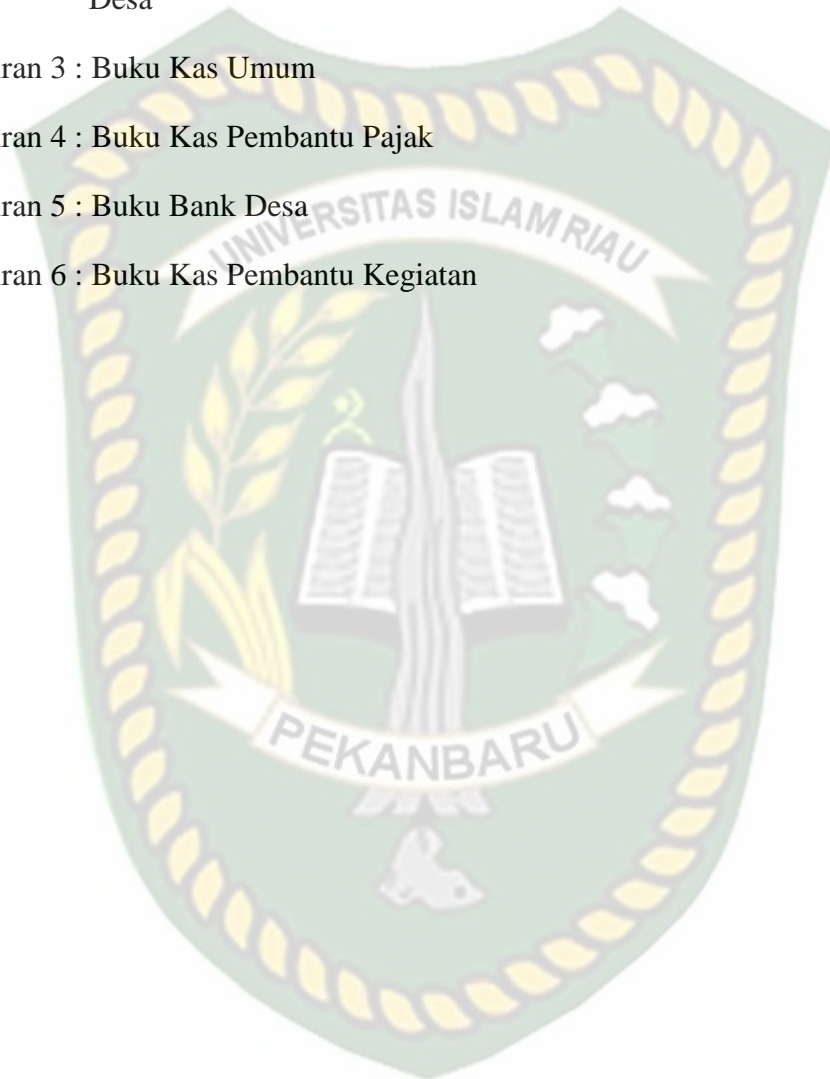 Desa
ran 3 : Buku Kas Umum
ran 4 : Buku Kas Pembantu Pajak
ran 5 : Buku Bank Desa
ran 6 : Buku Kas Pembantu Kegiatan
UNIVERSITAS ISLAM RIAU
PEKANBARU